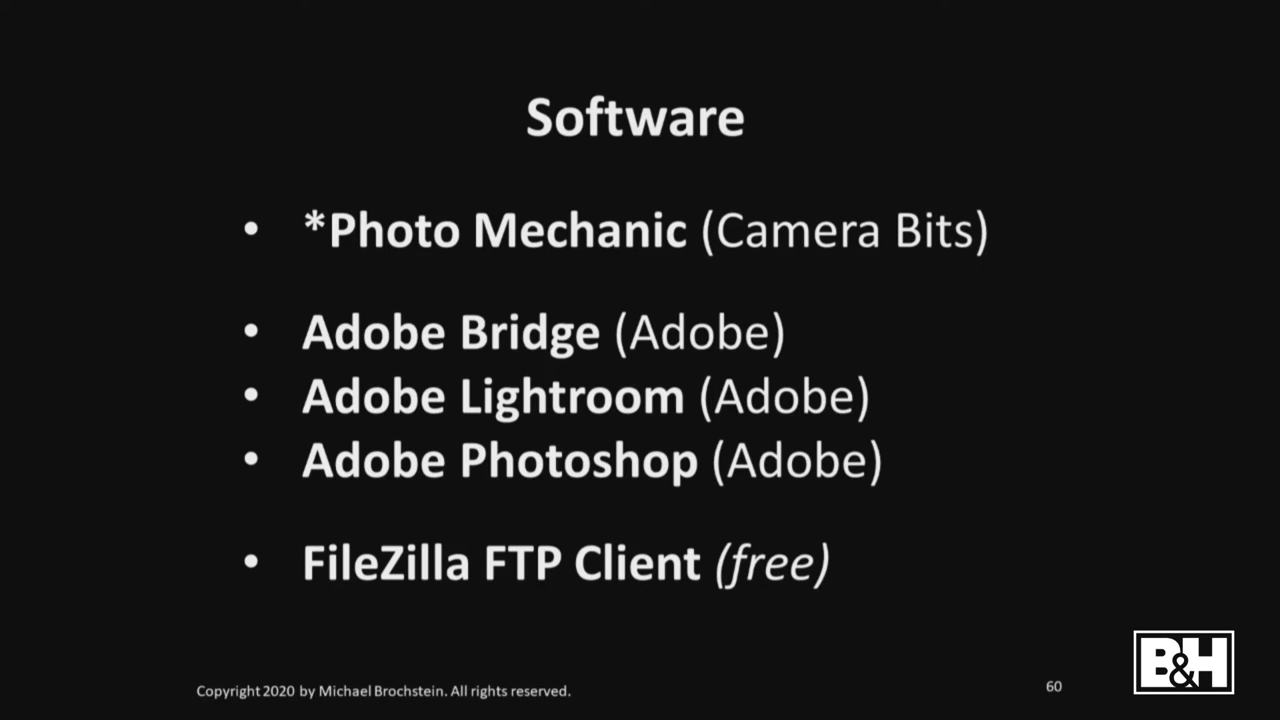 Software
• *Photo Mechanic (Camera Bits)
• Adobe Bridge (Adobe)
• Adobe Lightroom (Adobe)
• Adobe Photoshop (Adobe)
• FileZilla FTP Client (free)
Copyright 2020 by Michael Brochstein. All rights reserved.
60
B&H